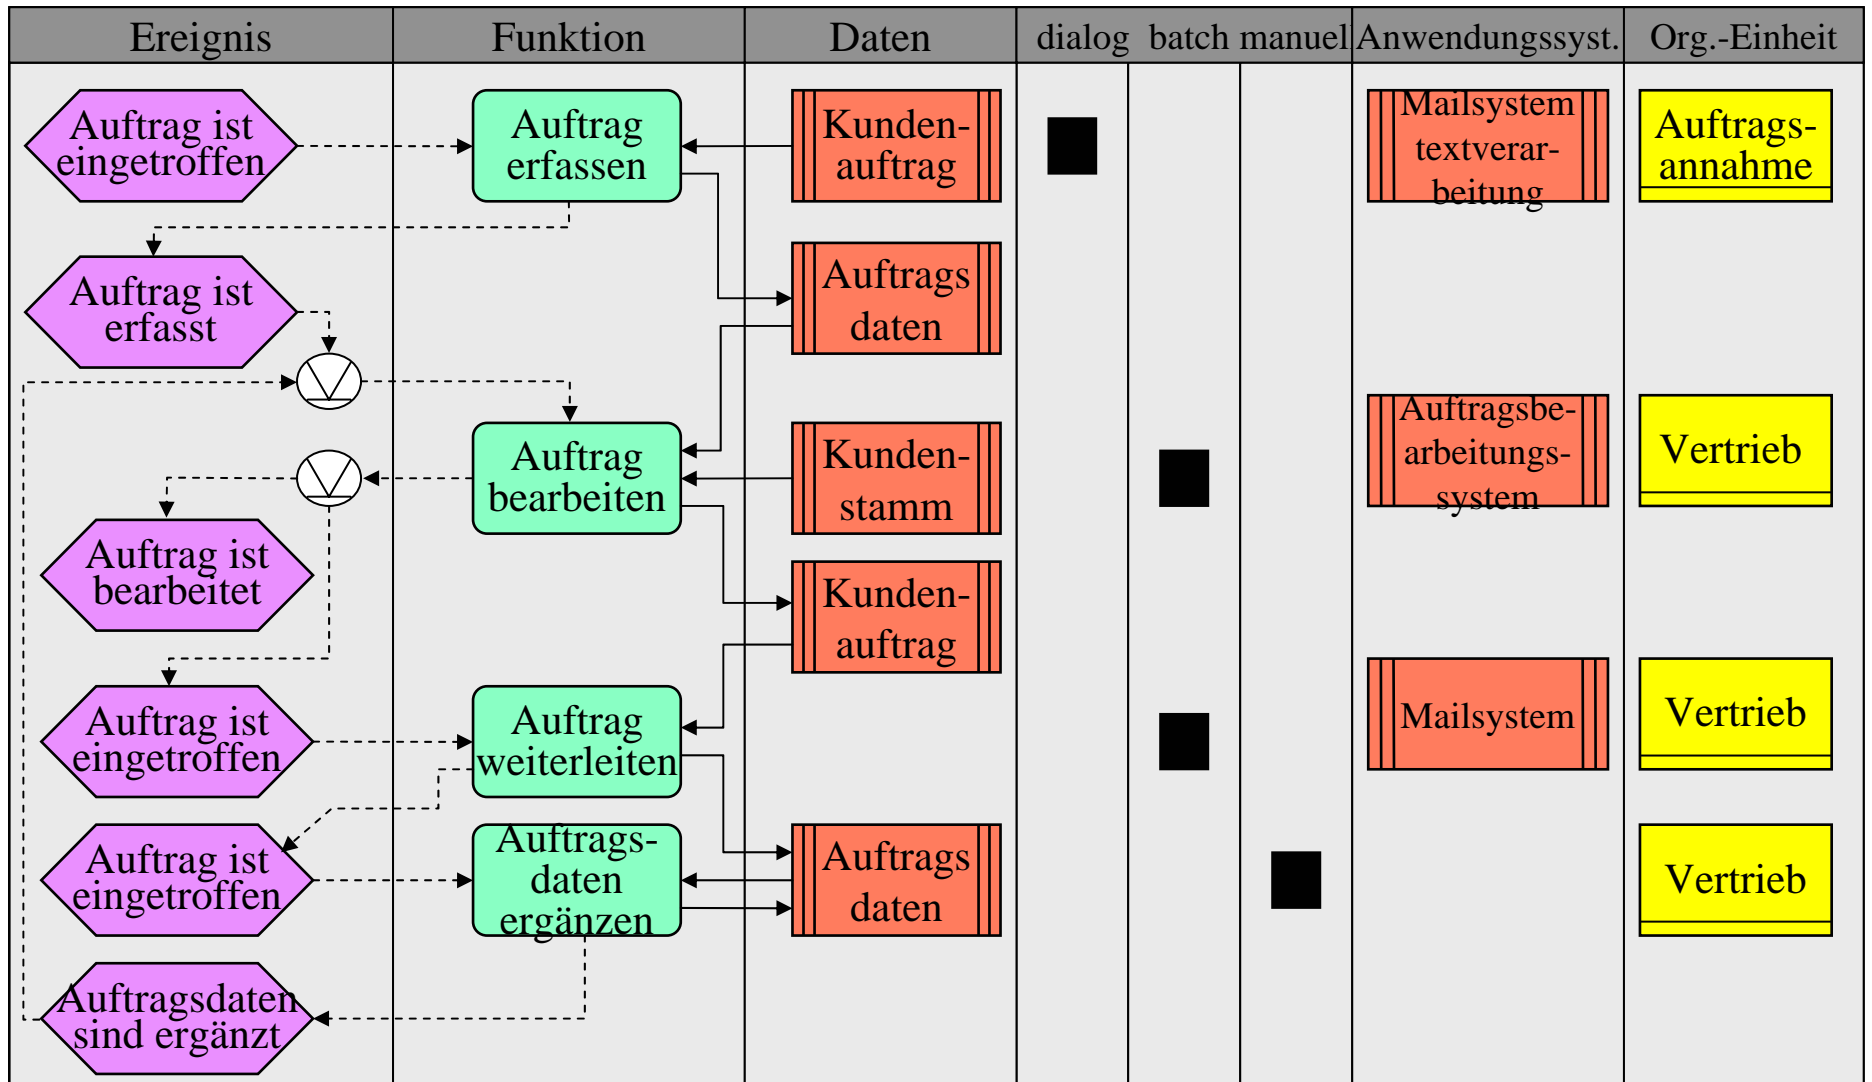 Ereignis
Funktion
Daten
dialog
batch
manuel
Anwendungssyst.
Org.-Einheit
Auftrag ist
eingetroffen
Auftrag
erfassen
Kunden-
auftrag
Mailsystem
textverar-
beitung
Auftrags-
annahme
Auftrag ist
erfasst
Auftrags
daten
Auftrag
bearbeiten
Kunden-
stamm
Auftragsbe-
arbeitungs-
system
Vertrieb
Auftrag ist
bearbeitet
Kunden-
auftrag
Auftrag ist
eingetroffen
Auftrag
weiterleiten
Mailsystem
Vertrieb
Auftrag ist
eingetroffen
Auftrags-
daten
ergänzen
Auftrags
daten
Vertrieb
Auftragsdaten
sind ergänzt